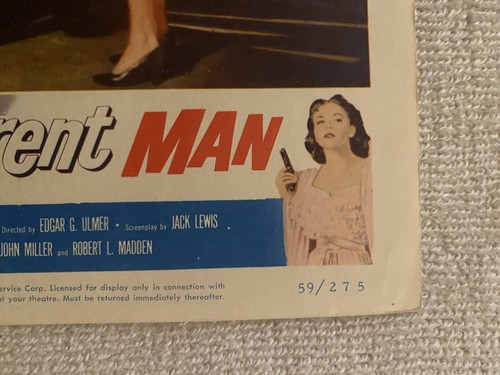 rent MAN
Directed by EDGAR G. ULMER • Screenplay by JACK LEWIS
JOHN MILLER and ROBERT L. MADDEN
ervice Corp. Licensed for display only in connection with
at your theatre. Must be returned immediately thereafter.
59/275